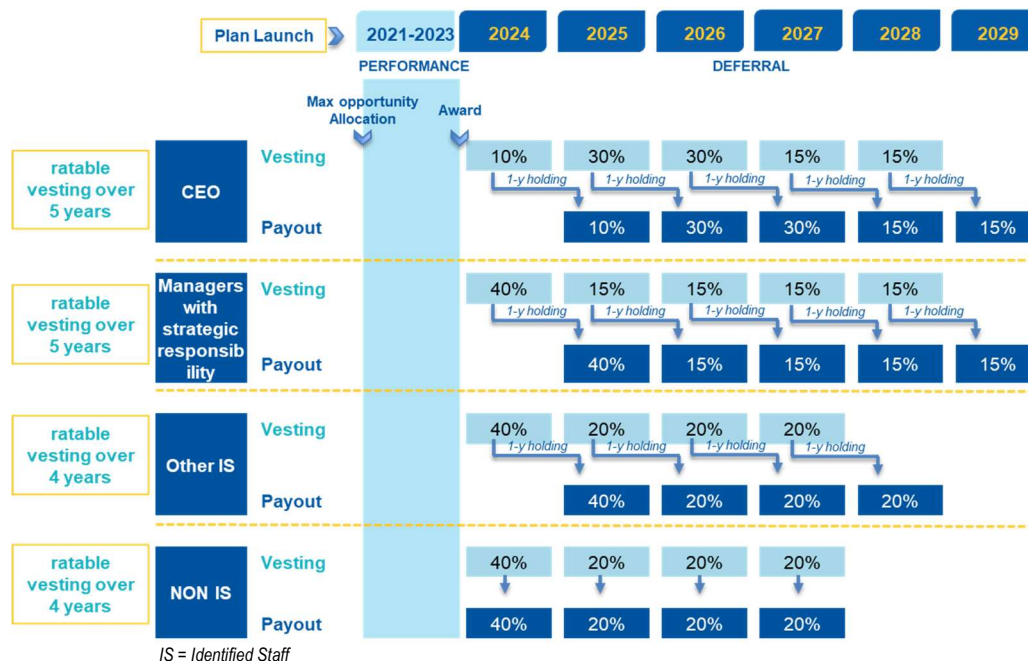 Plan Launch
2021-2023 2024 2025 2026 2027 2028 2029
PERFORMANCE DEFERRAL
Max opportunity
Allocation
Award
ratable
vesting over
5 years
CEO
Vesting 10% 30% 30% 15% 15%
1-y holding 1-y holding 1-y holding 1-y holding 1-y holding
Payout 10% 30% 30% 15% 15%
ratable
vesting over
5 years
Managers
with
strategic
responsib
ility
Vesting 40% 15% 15% 15% 15%
1-y holding 1-y holding 1-y holding 1-y holding 1-y holding
Payout 40% 15% 15% 15% 15%
ratable
vesting over
4 years
Other IS
Vesting 40% 20% 20% 20%
1-y holding 1-y holding 1-y holding 1-y holding
Payout 40% 20% 20% 20%
ratable
vesting over
4 years
NON IS
Vesting 40% 20% 20% 20%
Payout 40% 20% 20% 20%
IS = Identified Staff